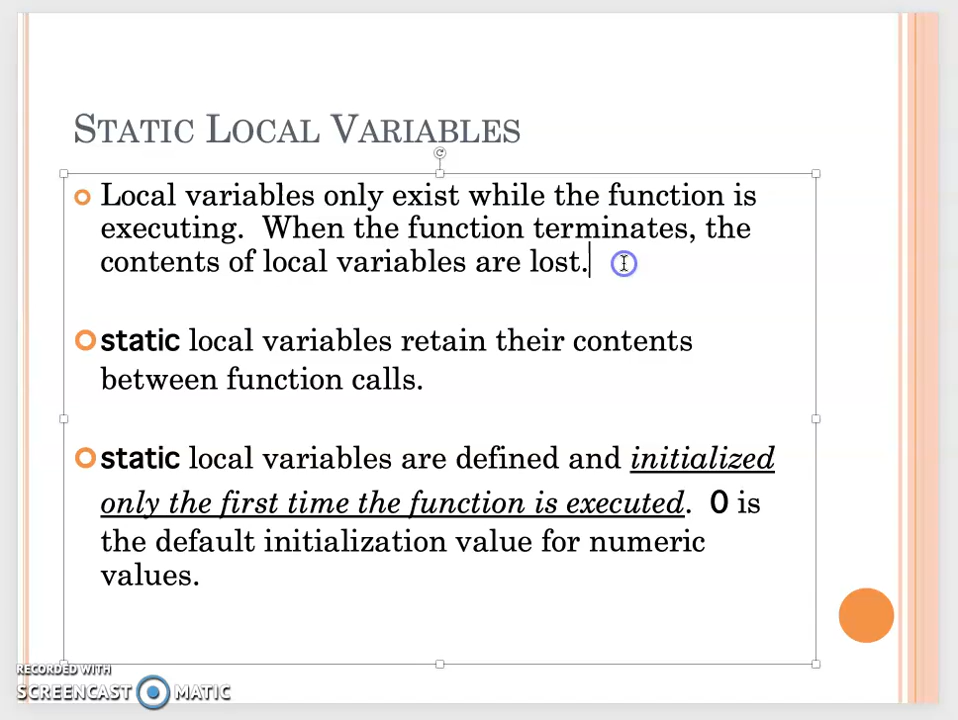 STATIC LOCAL VARIABLES
Local variables only exist while the function is
executing. When the function terminates, the
contents of local variables are lost.
static local variables retain their contents
between function calls.
static local variables are defined and initialized
only the first time the function is executed. 0 is
the default initialization value for numeric
values.
RECORDED WITH
SCREENCAST MATIC